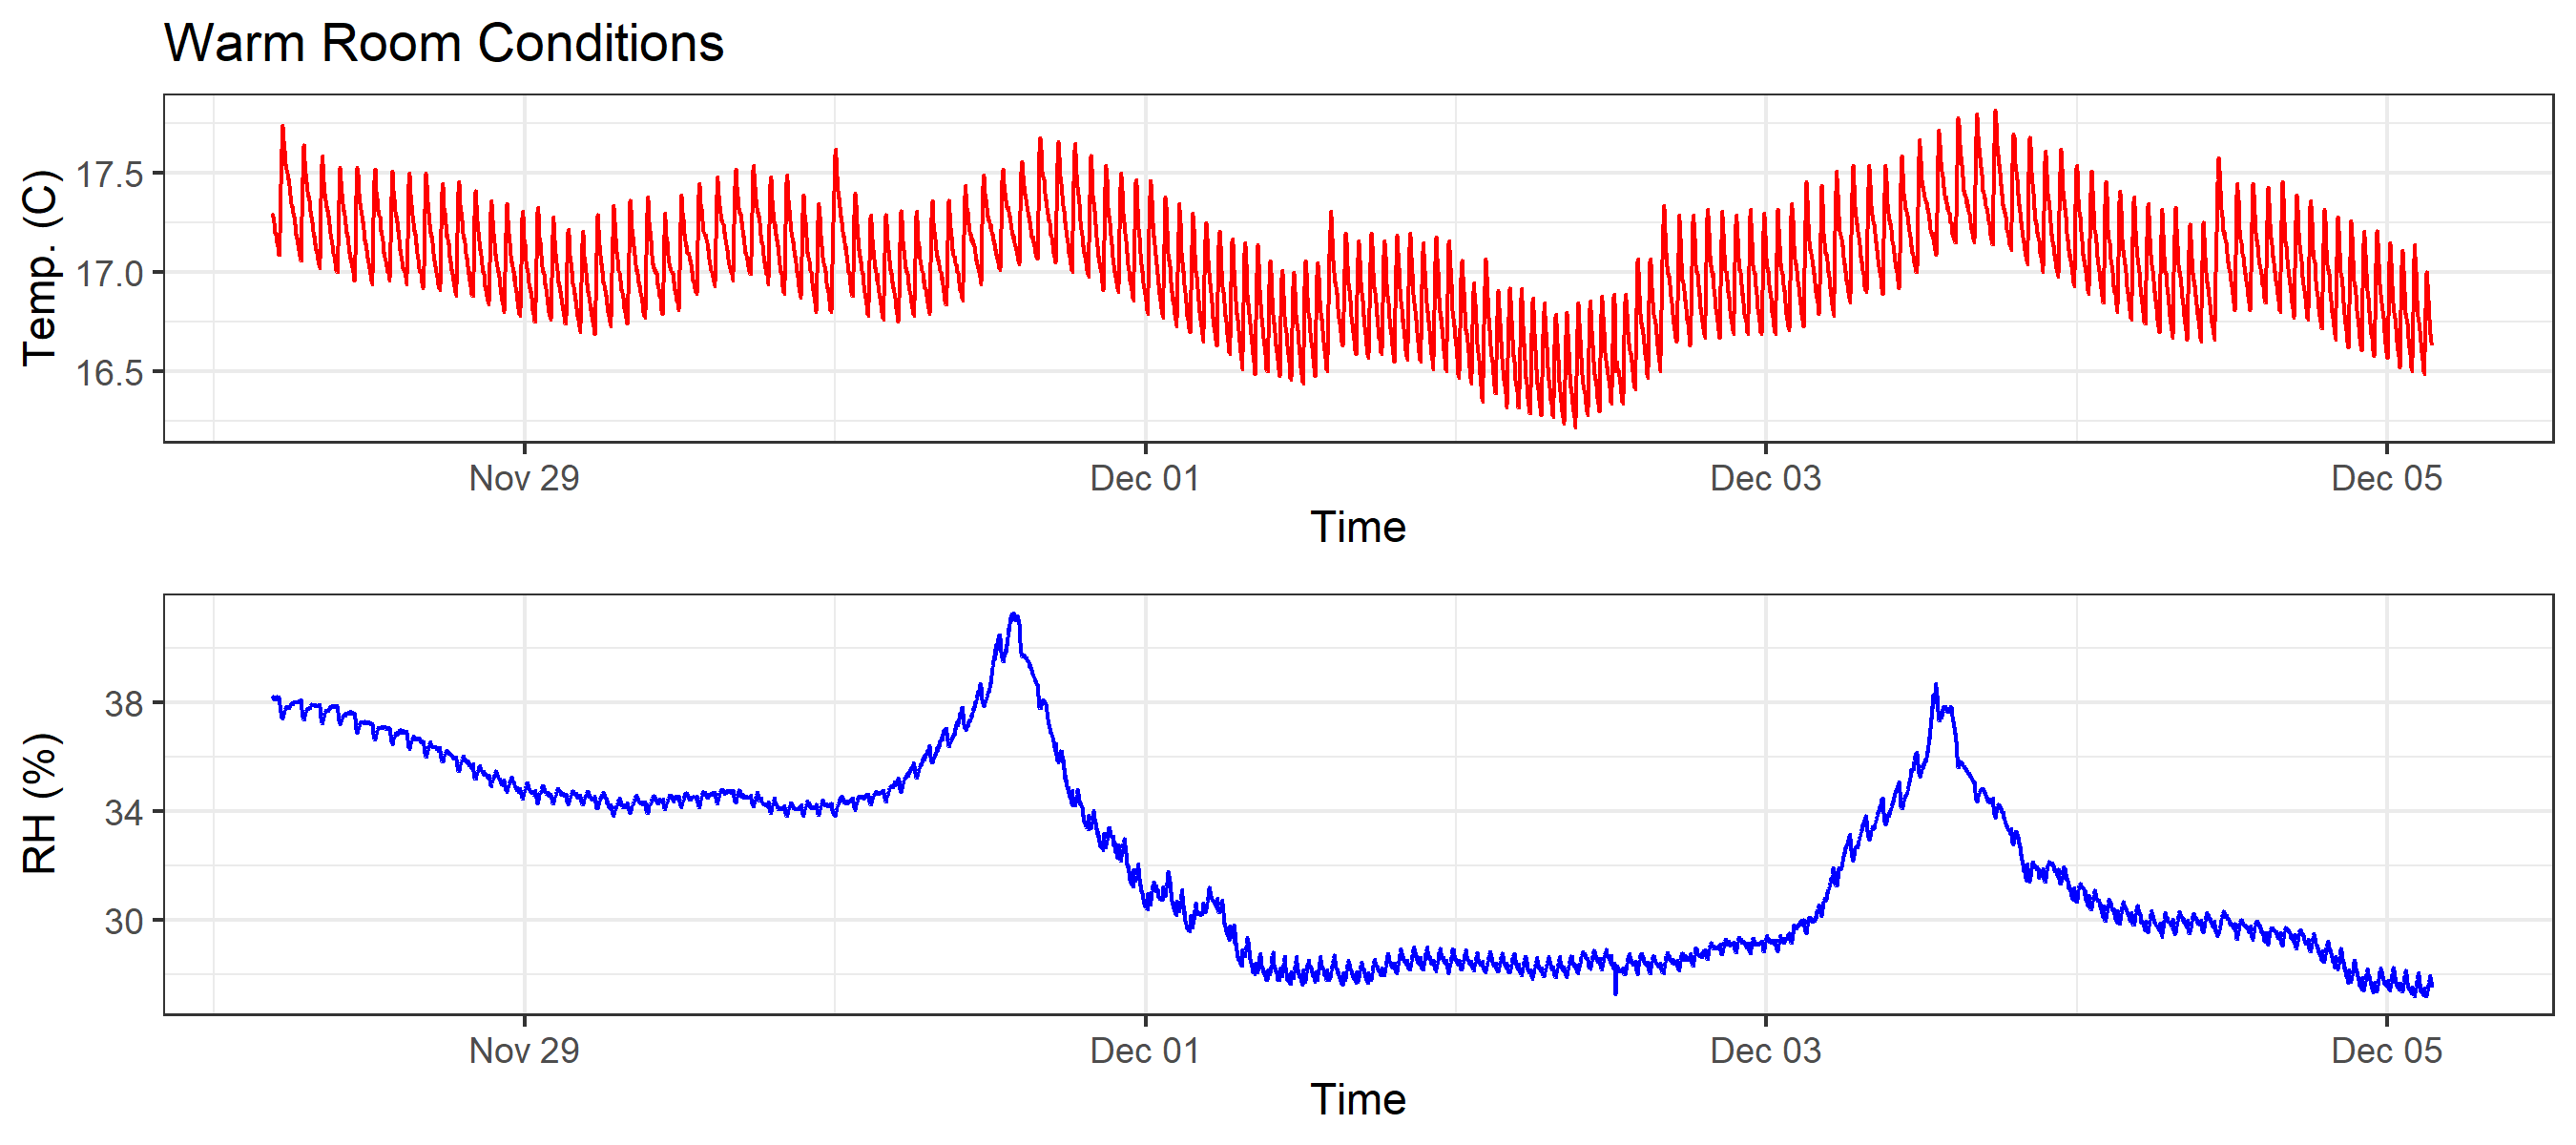 Warm Room Conditions
Temp. (C)
17.5
17.0
16.5
Nov 29 Dec 01 Dec 03 Dec 05
Time
RH (%)
38
34
30
Nov 29 Dec 01 Dec 03 Dec 05
Time